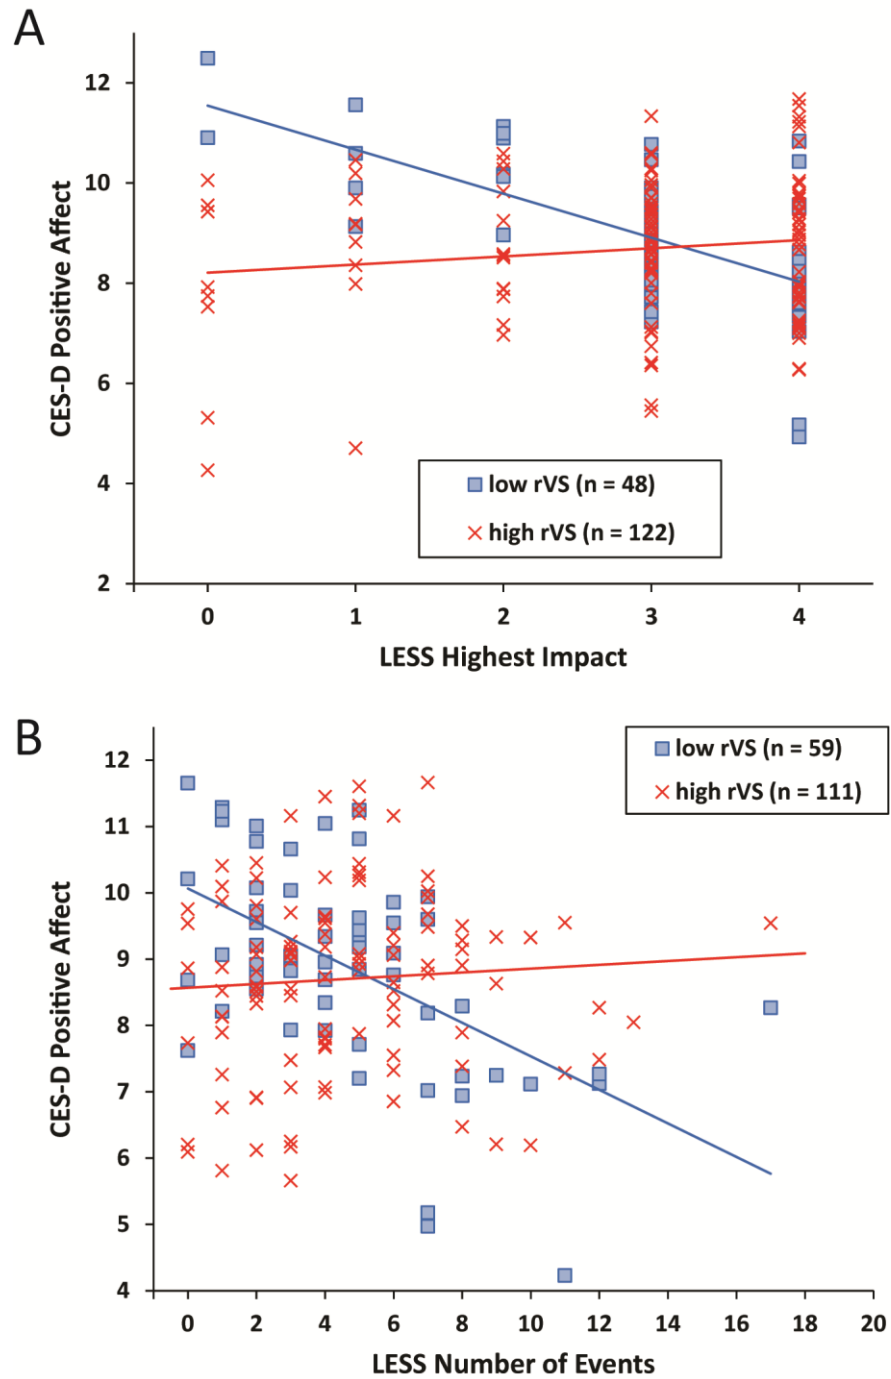 A
CES-D Positive Affect
12
10
8
6
4
2
low rVS (n = 48)
high rVS (n = 122)
0 1 2 3 4
LESS Highest Impact
B
CES-D Positive Affect
12
11
10
9
8
7
6
5
4
low rVS (n = 59)
high rVS (n = 111)
0 2 4 6 8 10 12 14 16 18 20
LESS Number of Events